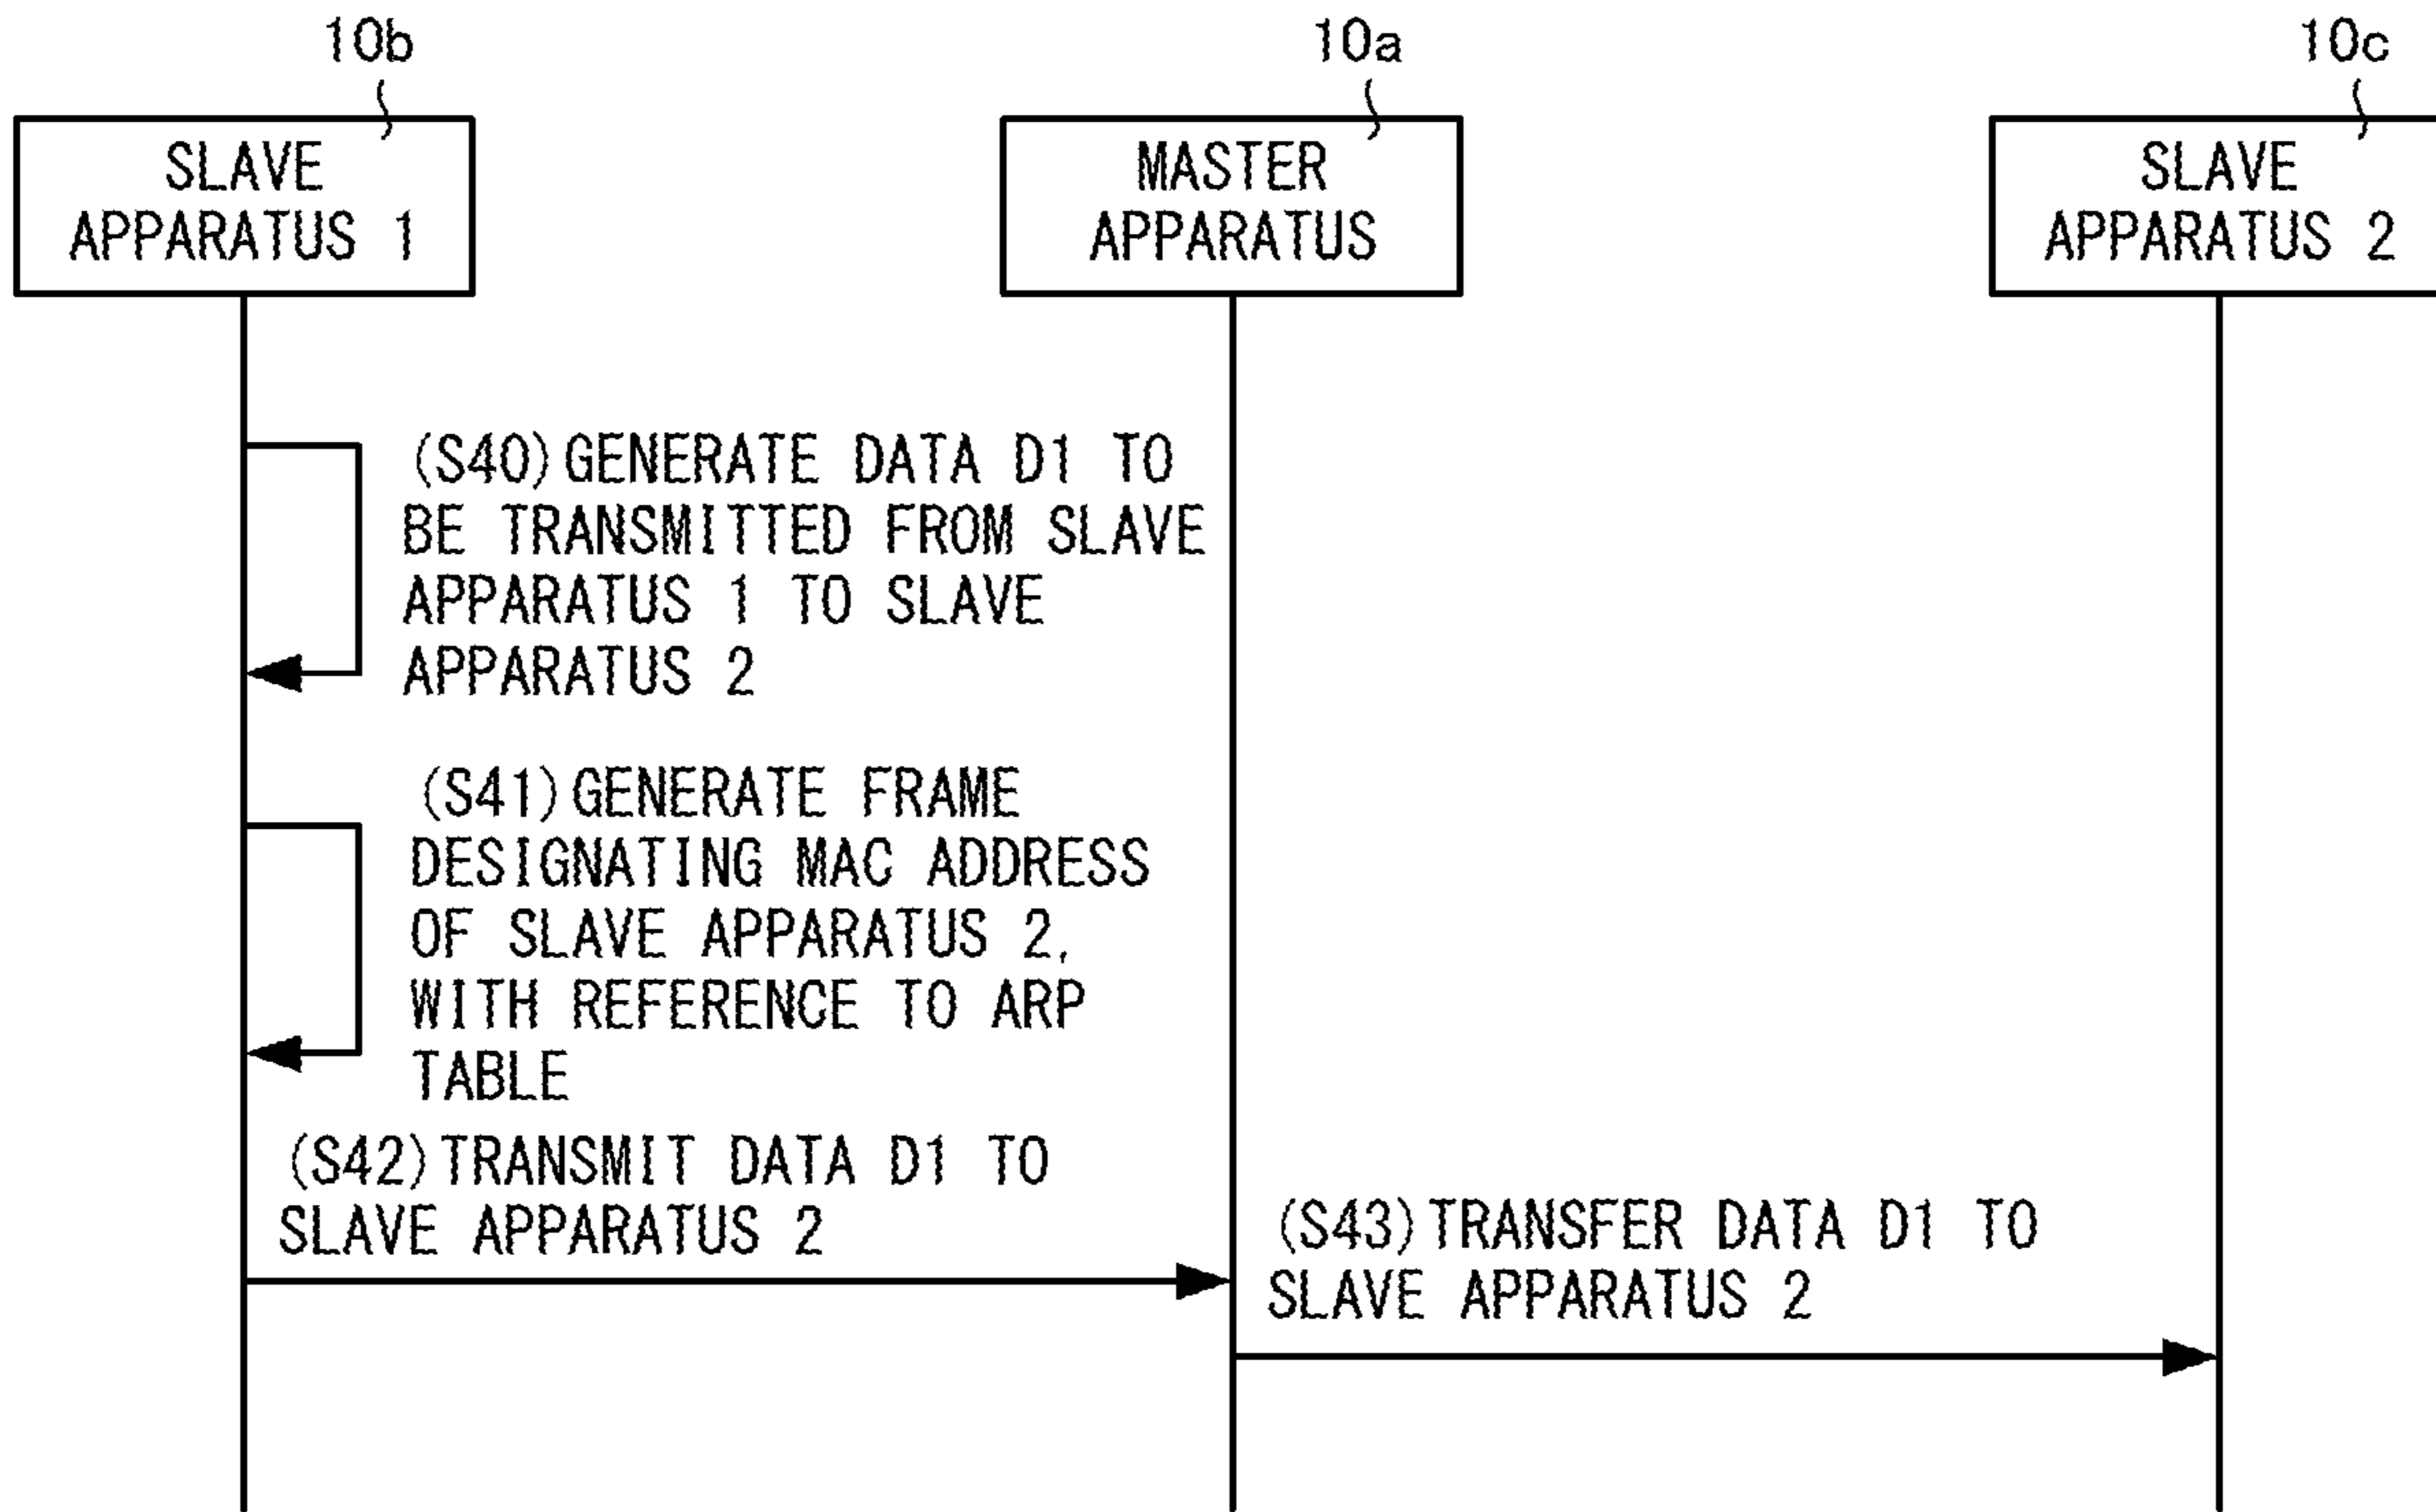 10b
10a
10c
SLAVE
APPARATUS 1
MASTER
APPARATUS
SLAVE
APPARATUS 2
(S40)GENERATE DATA D1 TO
BE TRANSMITTED FROM SLAVE
APPARATUS 1 TO SLAVE
APPARATUS 2
(S41)GENERATE FRAME
DESIGNATING MAC ADDRESS
OF SLAVE APPARATUS 2,
WITH REFERENCE TO ARP
TABLE
(S42)TRANSMIT DATA D1 TO
SLAVE APPARATUS 2
(S43)TRANSFER DATA D1 TO
SLAVE APPARATUS 2